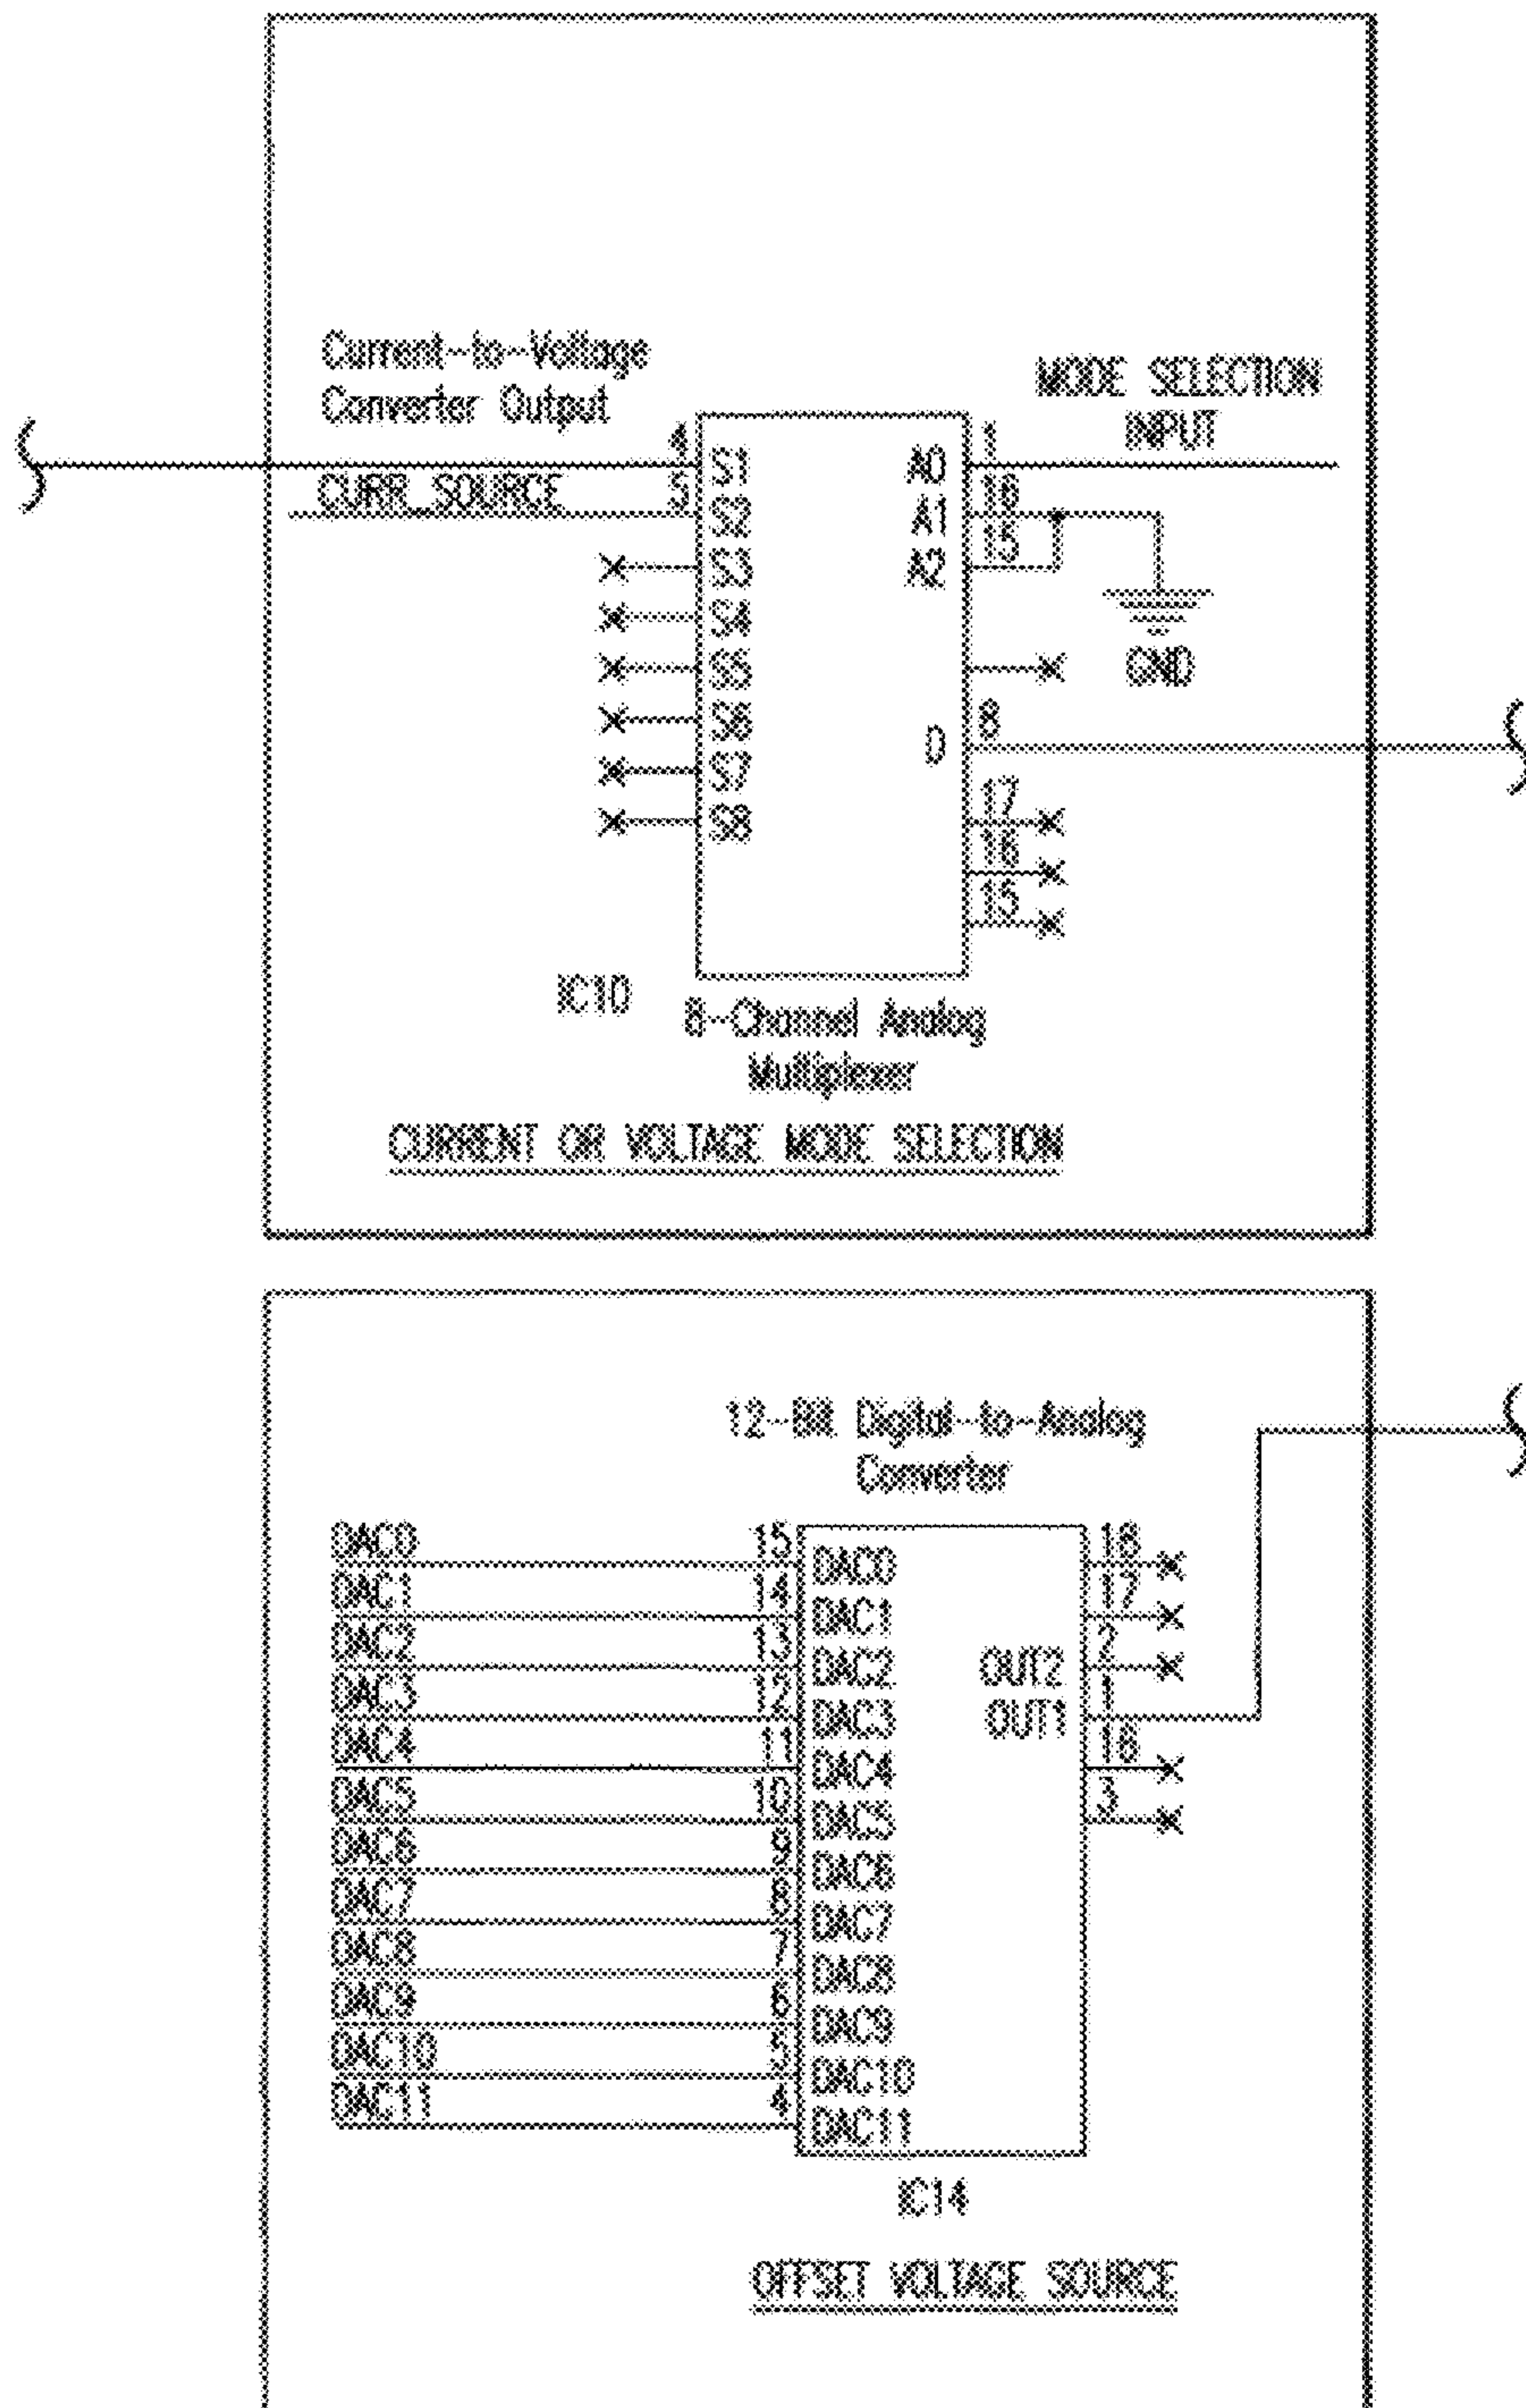 Current-to-Voltage
Converter Output
MODE SELECTION
INPUT
4 S1 A0 1
CURR_SOURCE 5 S2 A1 16
S3 A2 15
S4
S5
GND
S6
D 8
S7
S8 17
16
15
IC10
8-Channel Analog
Multiplexer
CURRENT OR VOLTAGE MODE SELECTION
12-Bit Digital-to-Analog
Converter
DAC0 15 DAC0 18
DAC1 14 DAC1 17
DAC2 13 DAC2 OUT2 2
DAC3 12 DAC3 OUT1 1
DAC4 11 DAC4 16
DAC5 10 DAC5 3
DAC6 9 DAC6
DAC7 8 DAC7
DAC8 7 DAC8
DAC9 6 DAC9
DAC10 5 DAC10
DAC11 4 DAC11
IC14
OFFSET VOLTAGE SOURCE